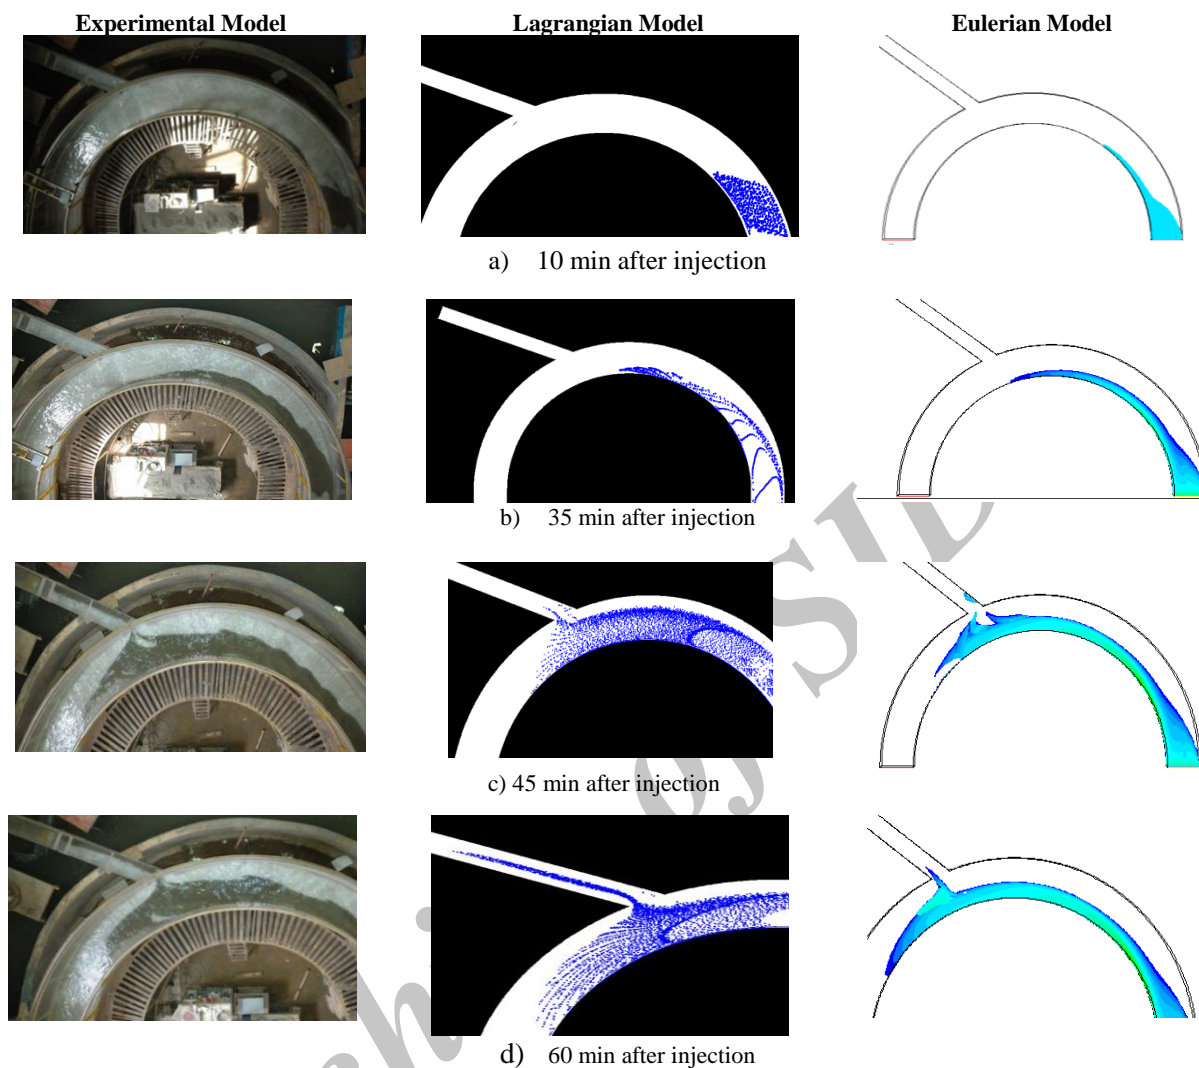 Experimental Model Lagrangian Model Eulerian Model
a) 10 min after injection
b) 35 min after injection
c) 45 min after injection
d) 60 min after injection